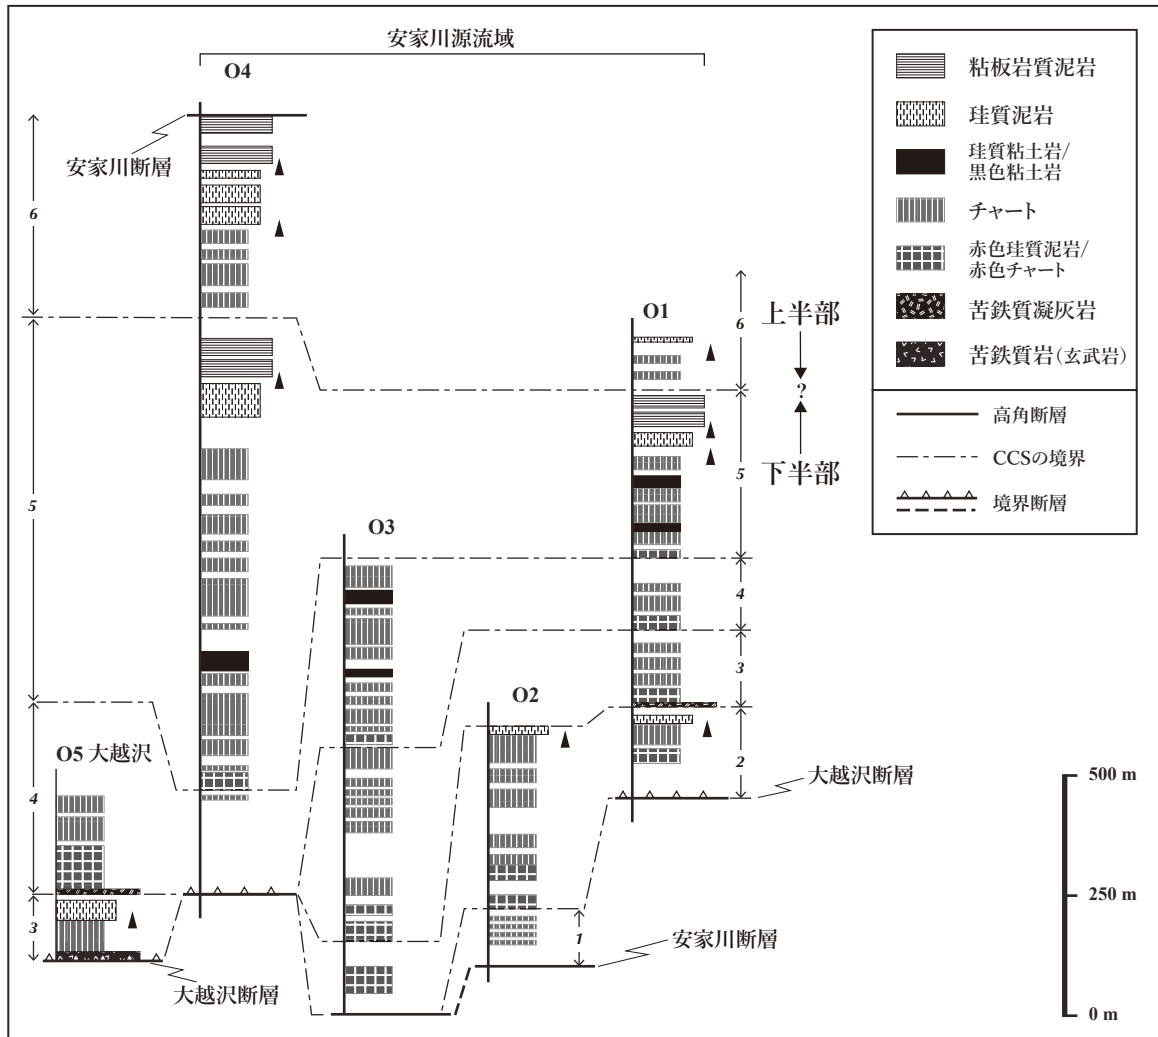 安家川源流域
O4
安家川断層
6
5
4
3
O5 大越沢
大越沢断層
O3
O2
1
安家川断層
O1
6
5
4
3
2
上半部
?
下半部
大越沢断層
粘板岩質泥岩
珪質泥岩
珪質粘土岩/
黒色粘土岩
チャート
赤色珪質泥岩/
赤色チャート
苦鉄質凝灰岩
苦鉄質岩(玄武岩)
高角断層
CCSの境界
境界断層
500 m
250 m
0 m